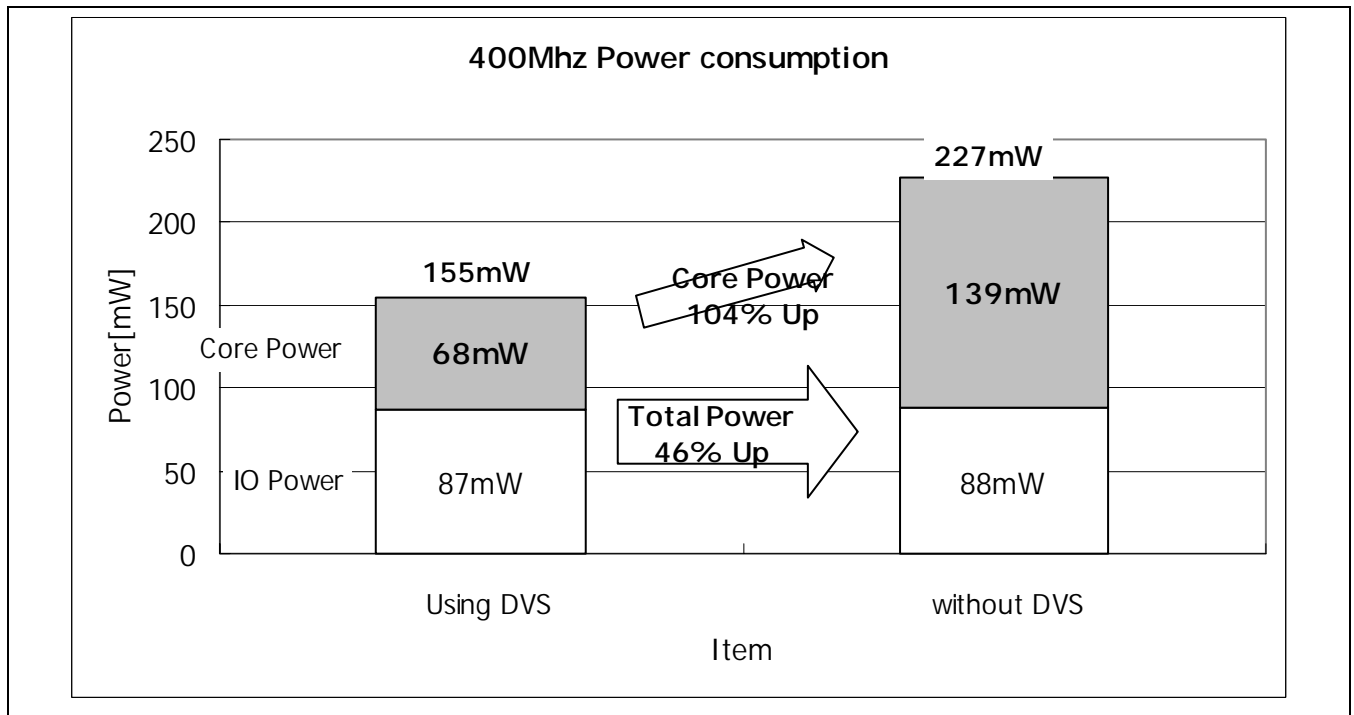 400Mhz Power consumption
250
200
150
100
50
0
Power[mW]
Core Power
IO Power
155mW
68mW
87mW
Core Power
104% Up
Total Power
46% Up
227mW
139mW
88mW
Using DVS
without DVS
Item